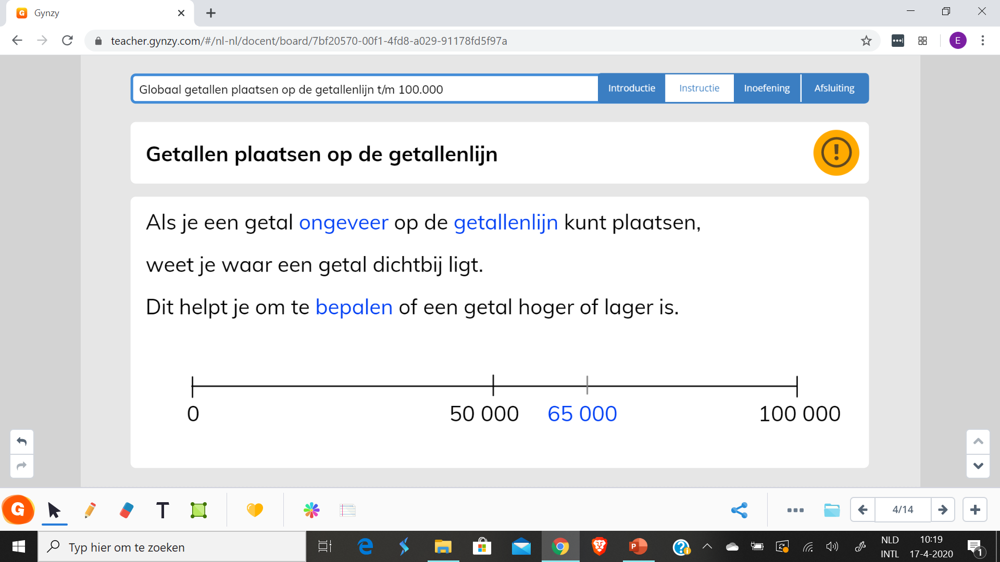 Gynzy
teacher.gynzy.com/#/nl-nl/docent/board/7bf20570-00f1-4fd8-a029-91178fd5f97a
E
Globaal getallen plaatsen op de getallenlijn t/m 100.000
Introductie
Instructie
Inoefening
Afsluiting
Getallen plaatsen op de getallenlijn
Als je een getal ongeveer op de getallenlijn kunt plaatsen,
weet je waar een getal dichtbij ligt.
Dit helpt je om te bepalen of een getal hoger of lager is.
0
50 000
65 000
100 000
G
T
4/14
Typ hier om te zoeken
NLD
INTL
10:19
17-4-2020
1